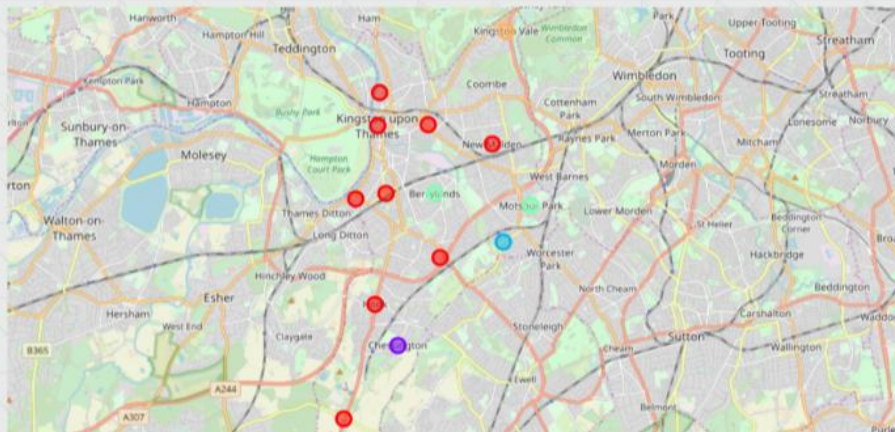 Hanworth
Ham
Hampton Hill
Teddington
Kingston Vale
Wimbledon
Common
Park
Upper Tooting
Tooting
Streatham
Kempton Park
Hampton
Bushy Park
Coombe
Wimbledon
Cottenham
Park
South Wimbledon
Streatham
Lonesome
Norbury
Sunbury-on-
Thames
Molesey
Kingston upon
Thames
Raynes Park
Merton Park
Mitcham
Hampton
Court Park
West Barnes
Morden
Walton-on-
Thames
Thames Ditton
Berrylands
Motspur Park
Lower Morden
St Helier
Beddington
Corner
Long Ditton
Worcester
Park
Hackbridge
Hinchley Wood
Esher
North Cheam
Beddington
Hersham
West End
Claygate
Stoneleigh
Carshalton
Sutton
Cheam
Wallington
B365
A244
Ewell
Belmont
A307